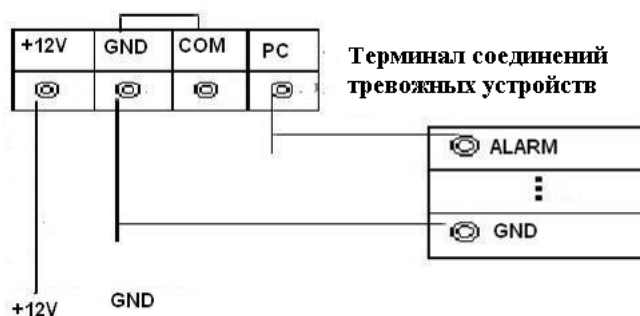 +12V GND COM PC
Терминал соединений
тревожных устройств
ALARM
GND
+12V GND